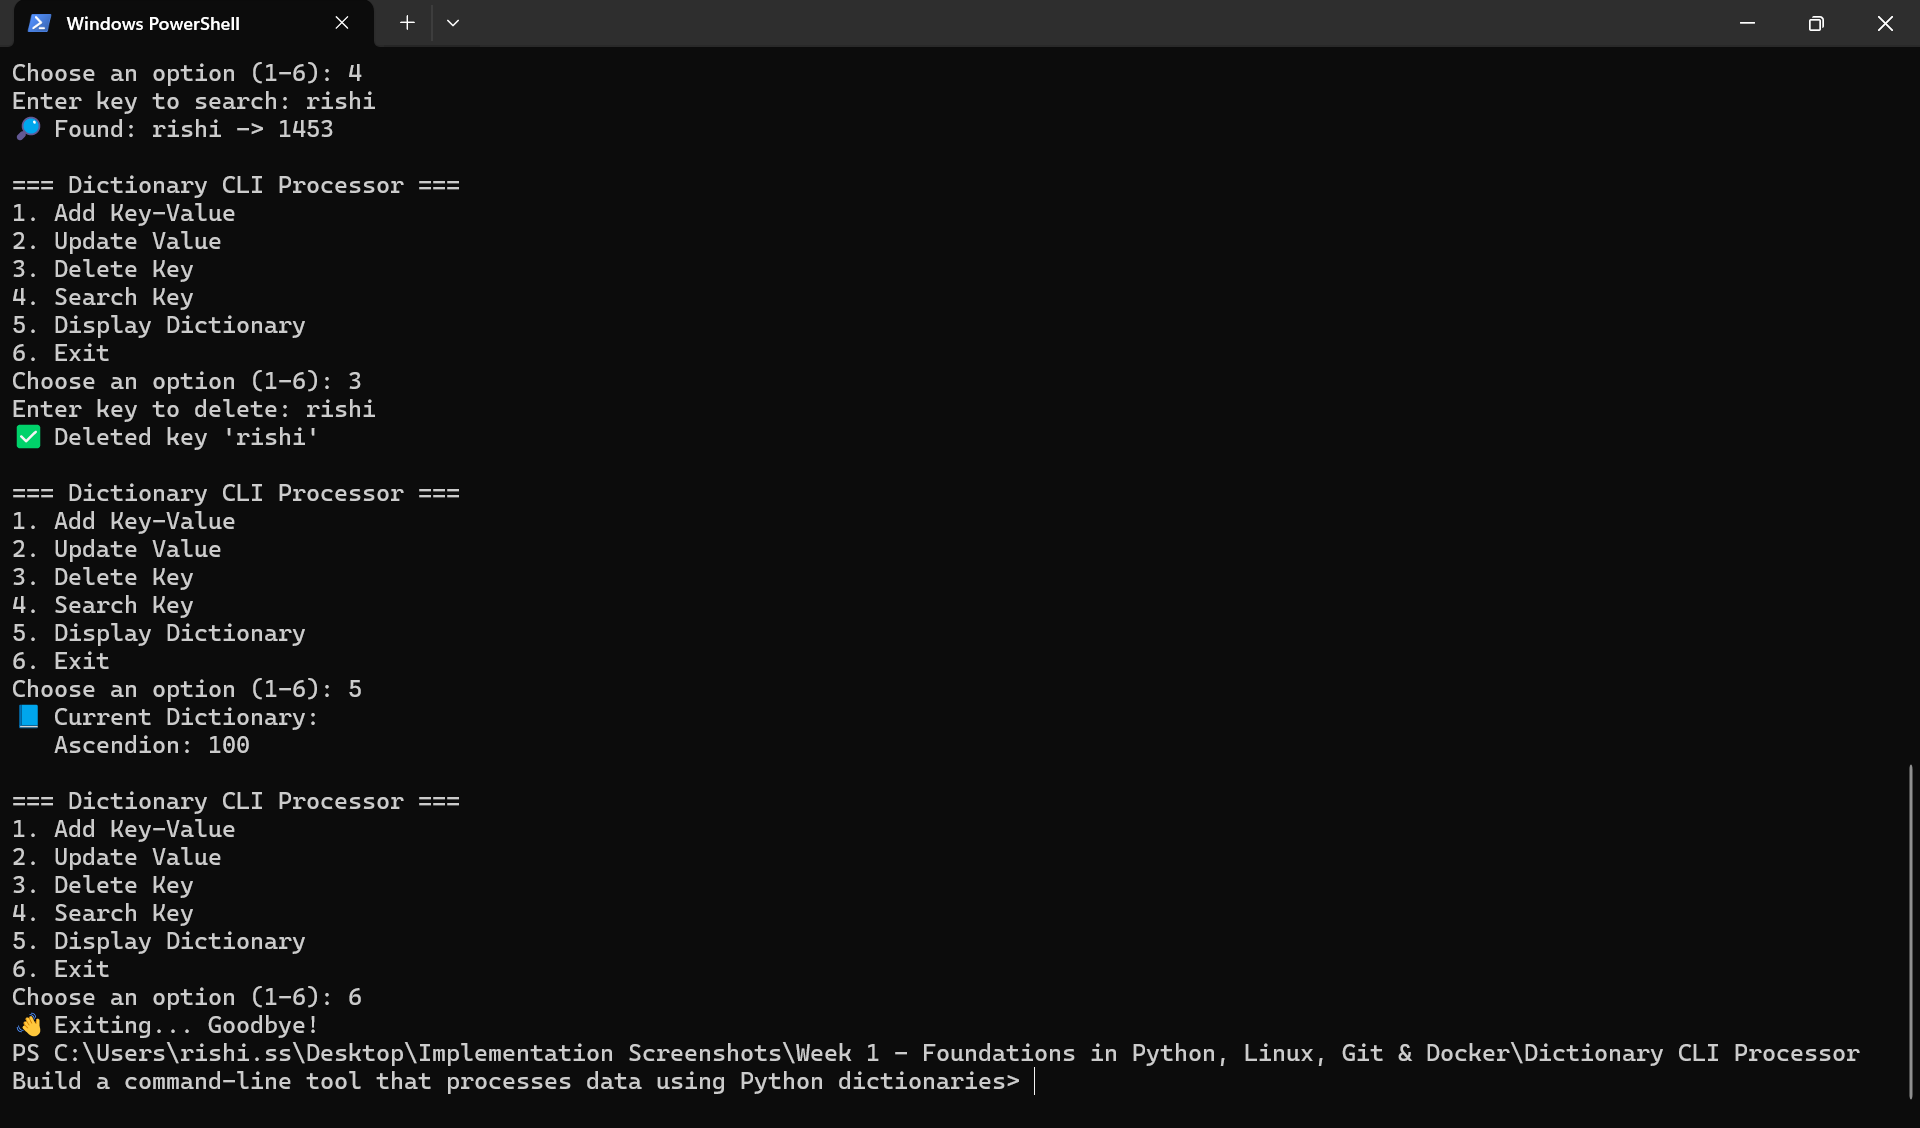 Windows PowerShell
Choose an option (1-6): 4
Enter key to search: rishi
🔎 Found: rishi -> 1453
=== Dictionary CLI Processor ===
1. Add Key-Value
2. Update Value
3. Delete Key
4. Search Key
5. Display Dictionary
6. Exit
Choose an option (1-6): 3
Enter key to delete: rishi
✅ Deleted key 'rishi'
=== Dictionary CLI Processor ===
1. Add Key-Value
2. Update Value
3. Delete Key
4. Search Key
5. Display Dictionary
6. Exit
Choose an option (1-6): 5
📘 Current Dictionary:
Ascendion: 100
=== Dictionary CLI Processor ===
1. Add Key-Value
2. Update Value
3. Delete Key
4. Search Key
5. Display Dictionary
6. Exit
Choose an option (1-6): 6
👋 Exiting... Goodbye!
PS C:\Users\rishi.ss\Desktop\Implementation Screenshots\Week 1 - Foundations in Python, Linux, Git & Docker\Dictionary CLI Processor
Build a command-line tool that processes data using Python dictionaries>